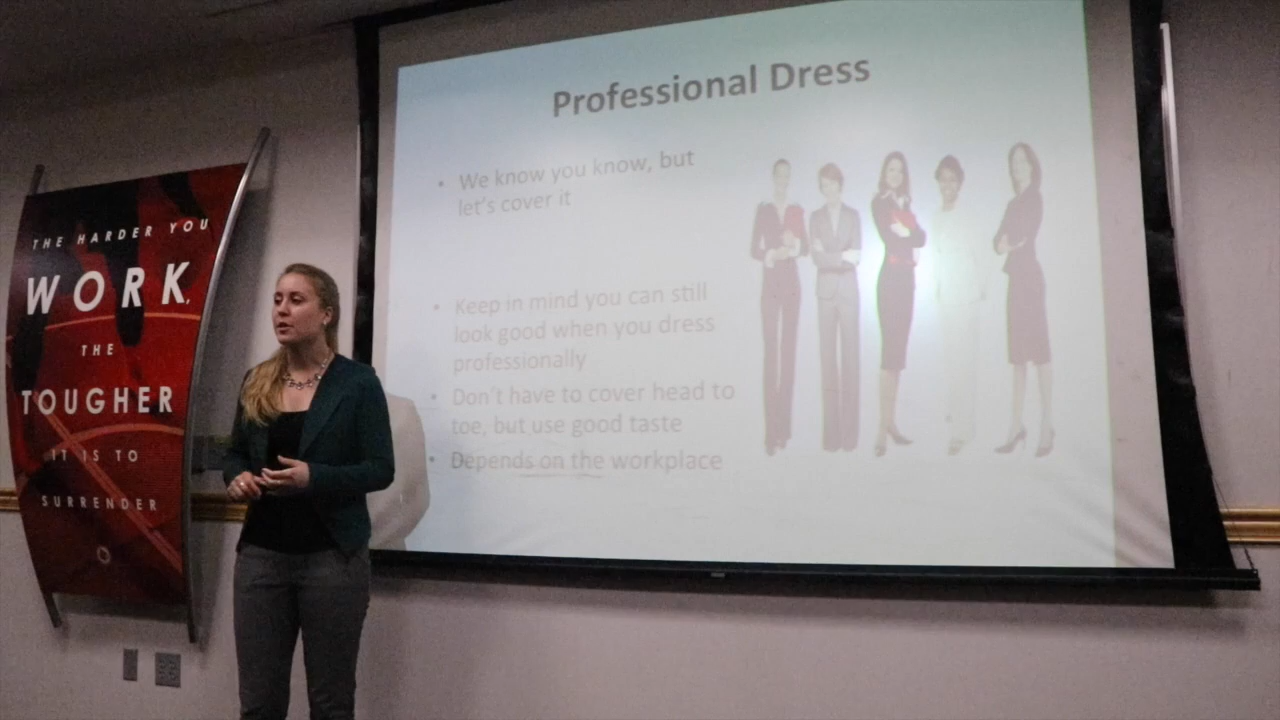 THE HARDER YOU
WORK,
THE
TOUGHER
IT IS TO
SURRENDER
Professional Dress
• We know you know, but
let's cover it
• Keep in mind you can still
look good when you dress
professionally
• Don't have to cover head to
toe, but use good taste
• Depends on the workplace